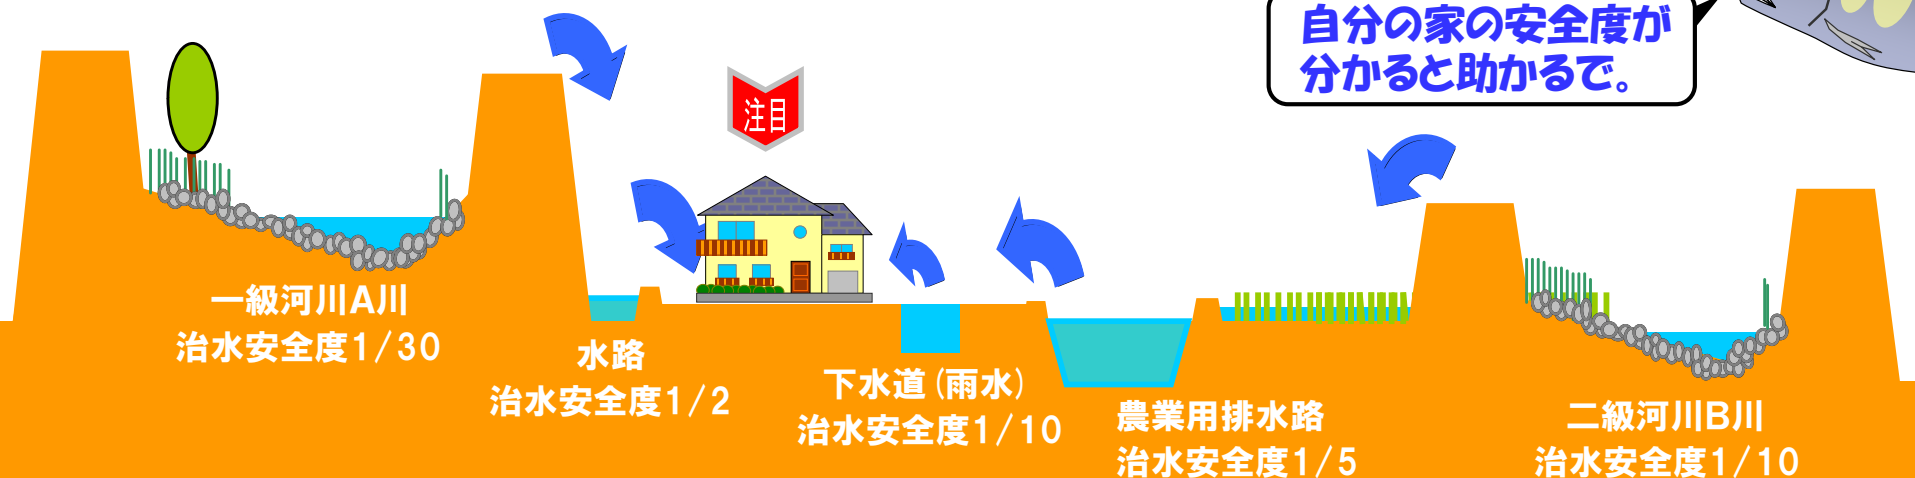 自分の家の安全度が
分かると助かるで。
注目
一級河川A川
治水安全度1/30
水路
治水安全度1/2
下水道(雨水)
治水安全度1/10
農業用排水路
治水安全度1/5
二級河川B川
治水安全度1/10